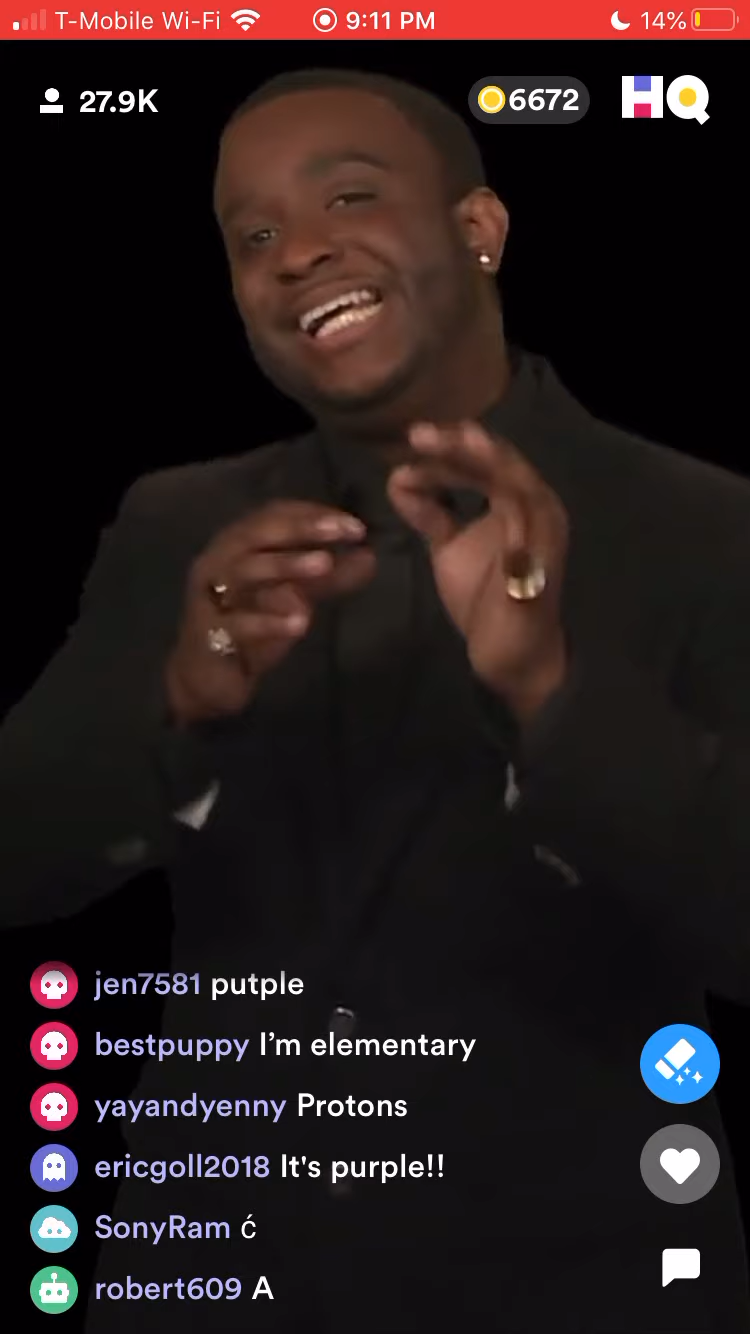 T-Mobile Wi-Fi 9:11 PM 14%
27.9K 6672 HQ
jen7581 putple
bestpuppy I’m elementary
yayandyenny Protons
ericgoll2018 It's purple!!
SonyRam ć
robert609 A